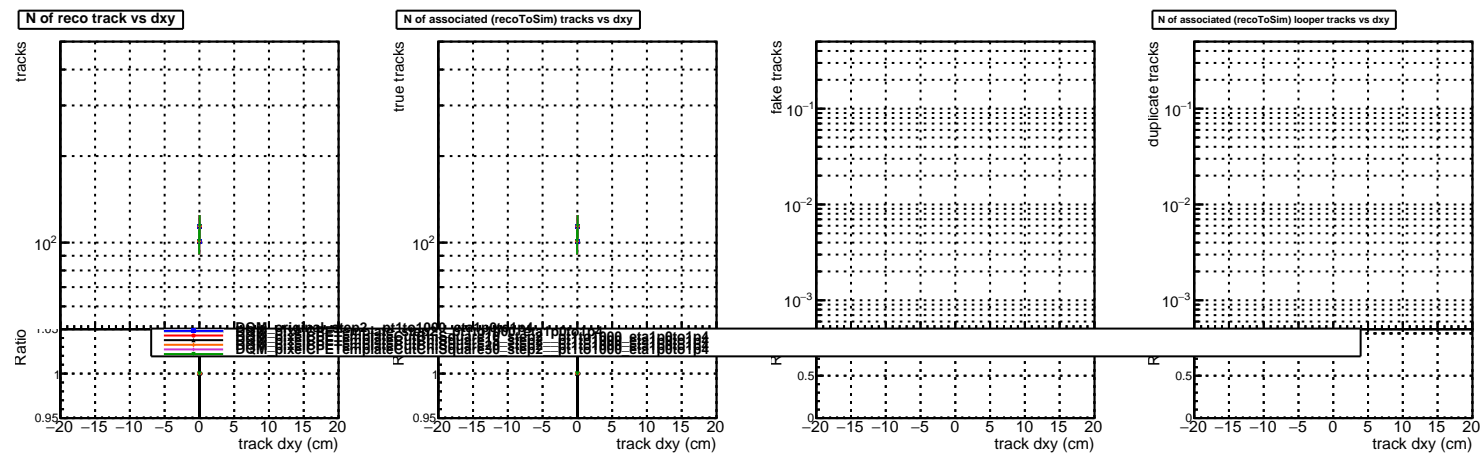 N of reco track vs dxy
tracks
10²
Ratio
1
0.95
−20 −15 −10 −5 0 5 10 15 20
track dxy (cm)
N of associated (recoToSim) tracks vs dxy
true tracks
10²
1
0.95
−20 −15 −10 −5 0 5 10 15 20
track dxy (cm)
fake tracks
10⁻¹
10⁻²
10⁻³
0.5
0
−20 −15 −10 −5 0 5 10 15 20
track dxy (cm)
N of associated (recoToSim) looper tracks vs dxy
duplicate tracks
10⁻¹
10⁻²
10⁻³
0.5
0
−20 −15 −10 −5 0 5 10 15 20
track dxy (cm)